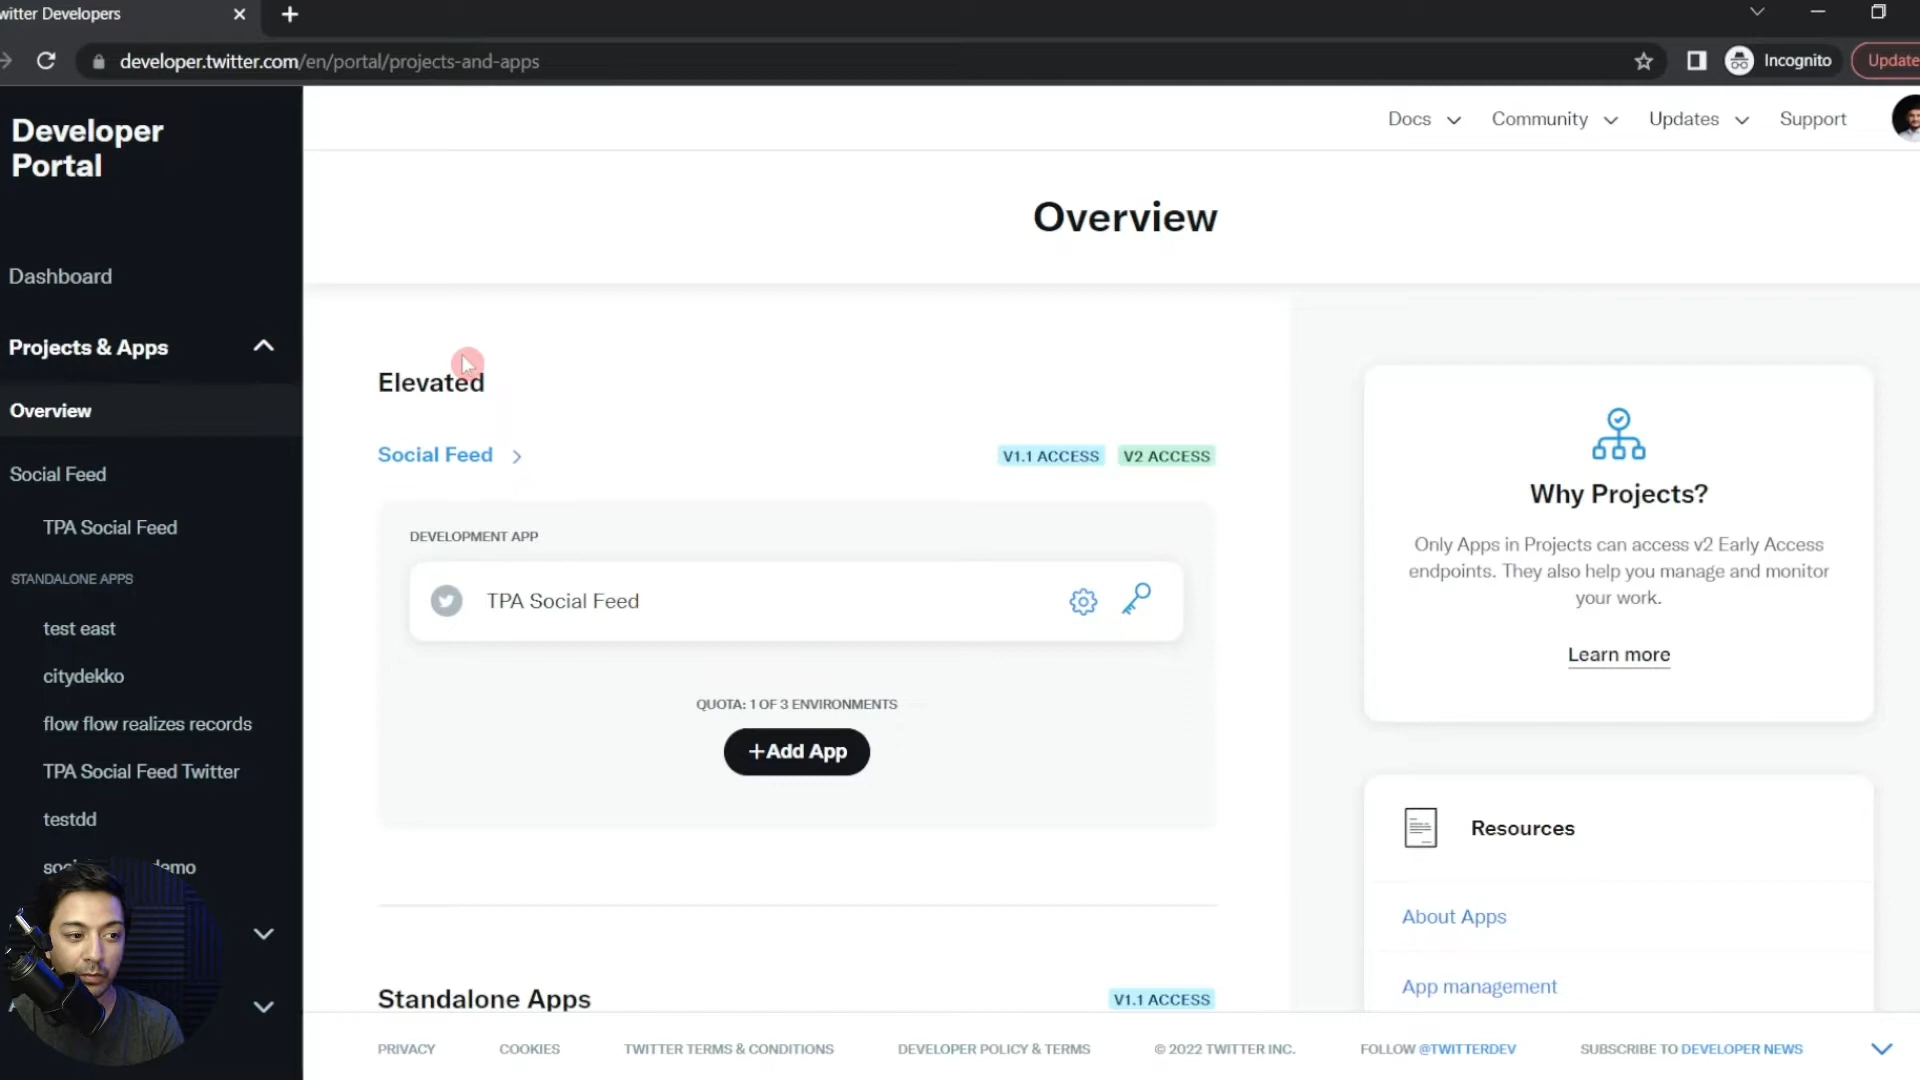 witter Developers
developer.twitter.com/en/portal/projects-and-apps
Incognito
Update
Developer
Portal
Docs
Community
Updates
Support
Overview
Dashboard
Projects & Apps
Overview
Social Feed
TPA Social Feed
STANDALONE APPS
test east
citydekko
flow flow realizes records
TPA Social Feed Twitter
testdd
Elevated
Social Feed
V1.1 ACCESS
V2 ACCESS
DEVELOPMENT APP
TPA Social Feed
QUOTA: 1 OF 3 ENVIRONMENTS
+Add App
Standalone Apps
V1.1 ACCESS
Why Projects?
Only Apps in Projects can access v2 Early Access
endpoints. They also help you manage and monitor
your work.
Learn more
Resources
About Apps
App management
PRIVACY
COOKIES
TWITTER TERMS & CONDITIONS
DEVELOPER POLICY & TERMS
© 2022 TWITTER INC.
FOLLOW @TWITTERDEV
SUBSCRIBE TO DEVELOPER NEWS